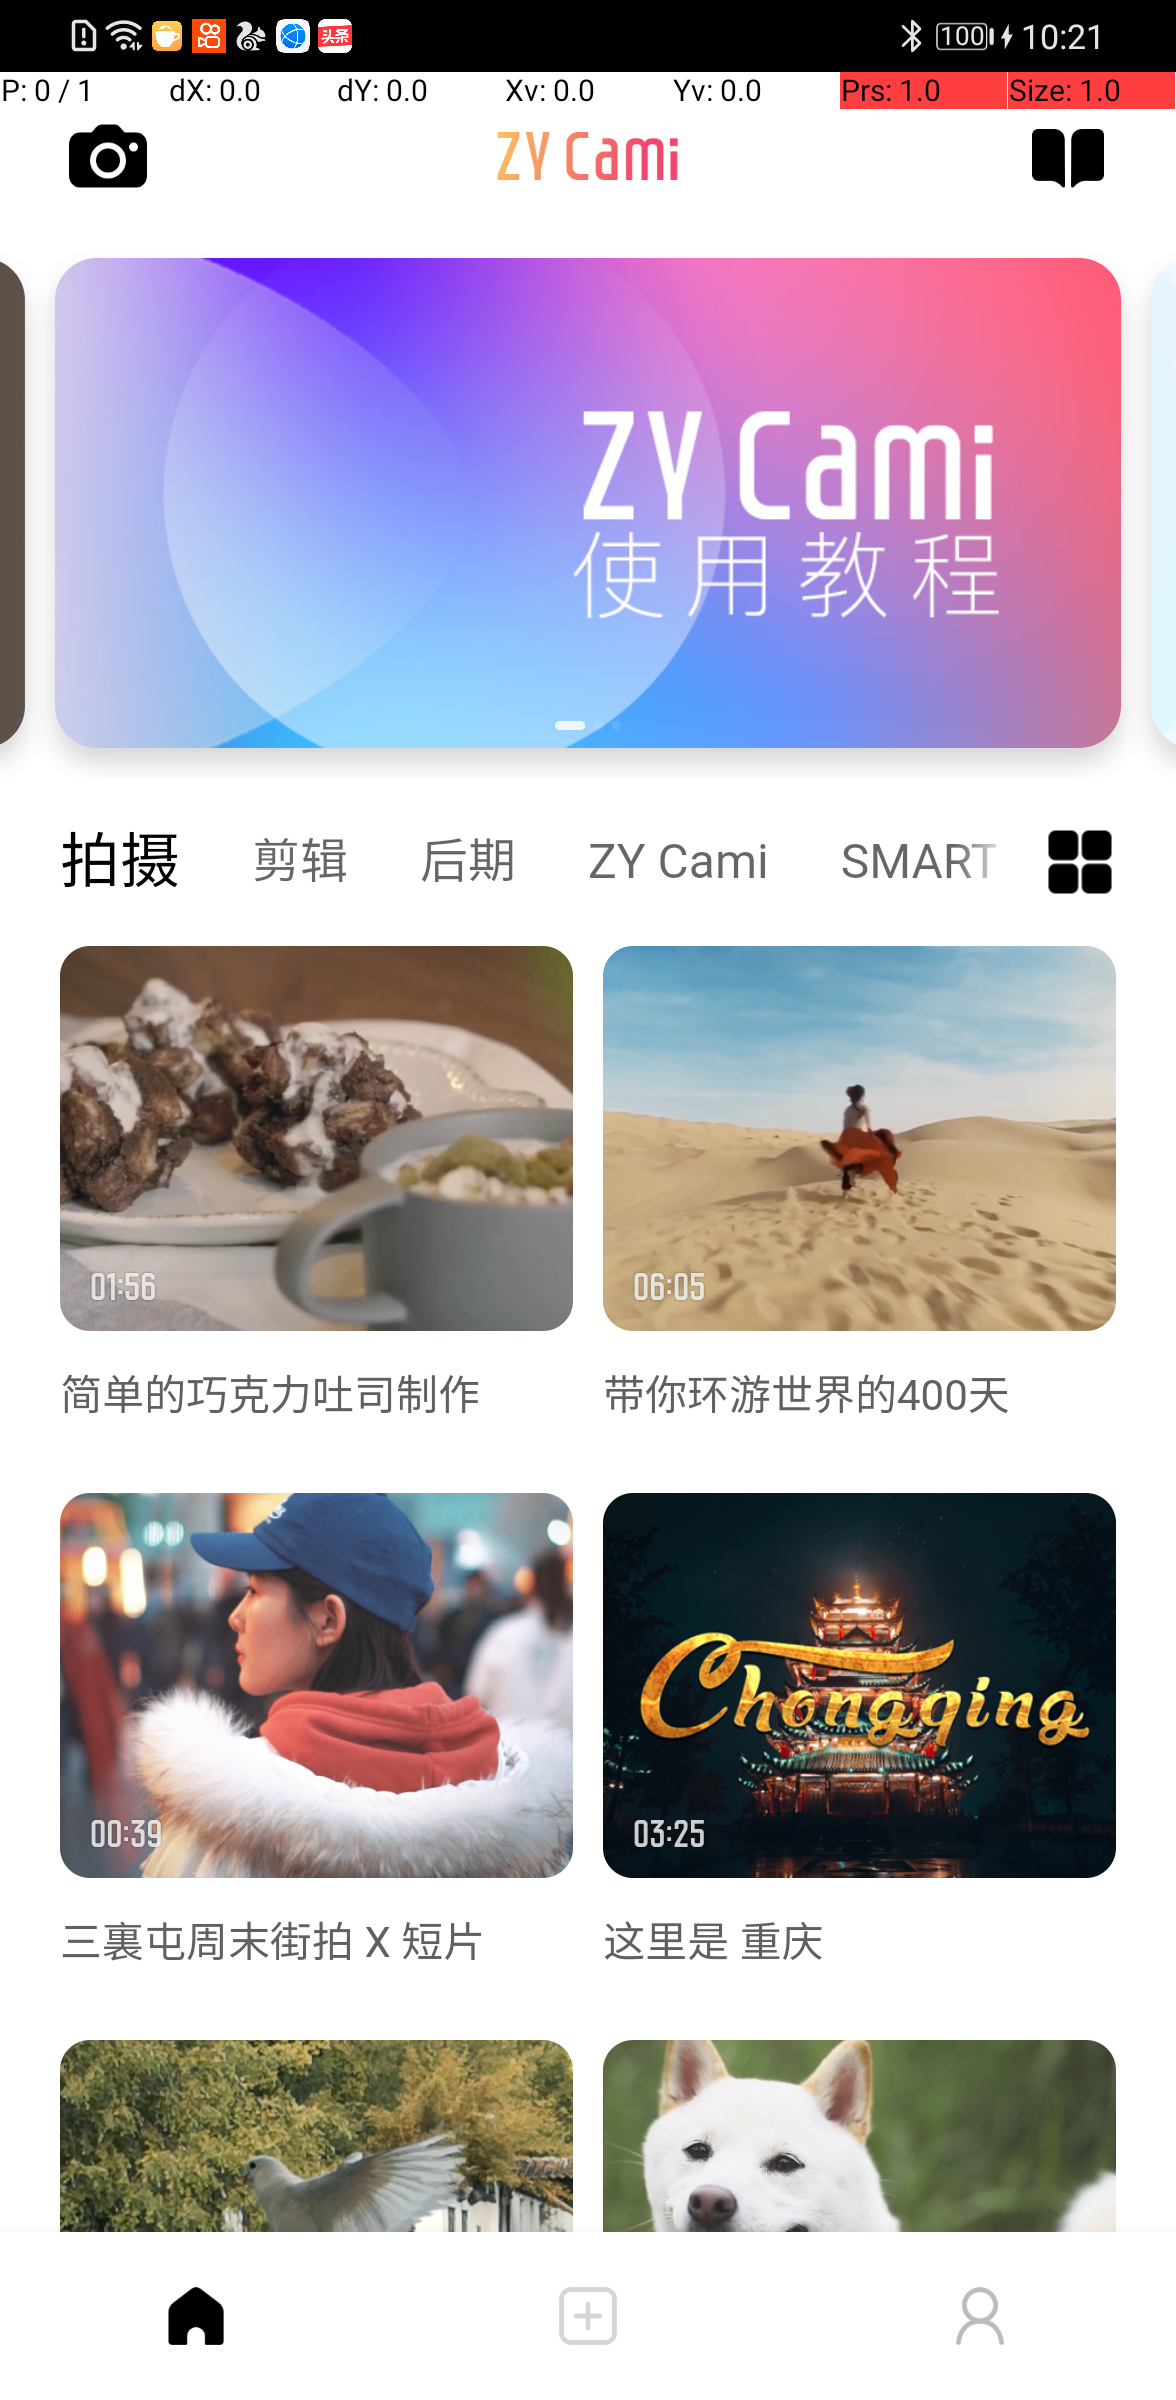 100 10:21
P: 0 / 1 dX: 0.0 dY: 0.0 Xv: 0.0 Yv: 0.0 Prs: 1.0 Size: 1.0
ZY Cami
ZY Cami
使用教程
拍摄 剪辑 后期 ZY Cami SMART
01:56 06:05
简单的巧克力吐司制作 带你环游世界的400天
Chongqing
00:39 03:25
三裏屯周末街拍 X 短片 这里是 重庆